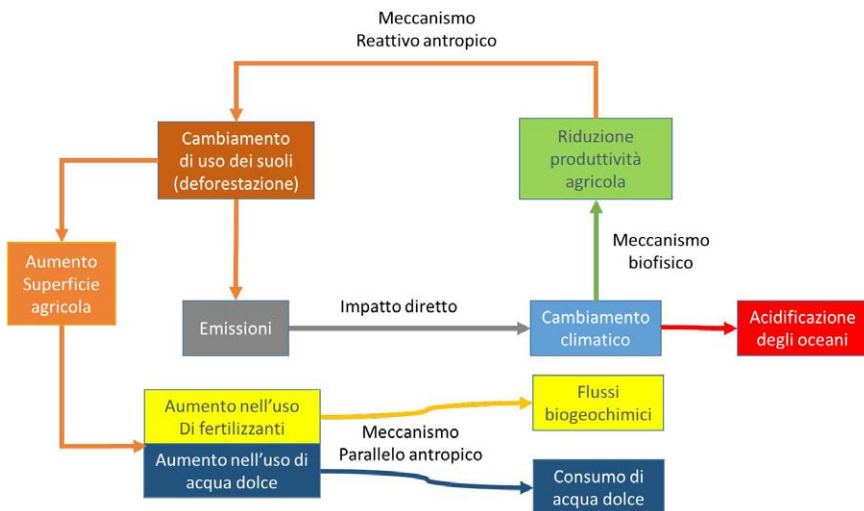 Meccanismo
Reattivo antropico
Cambiamento
di uso dei suoli
(deforestazione)
Riduzione
produttività
agricola
Meccanismo
biofisico
Aumento
Superficie
agricola
Emissioni
Impatto diretto
Cambiamento
climatico
Acidificazione
degli oceani
Aumento nell'uso
Di fertilizzanti
Flussi
biogeochimici
Meccanismo
Parallelo antropico
Aumento nell'uso di
acqua dolce
Consumo di
acqua dolce